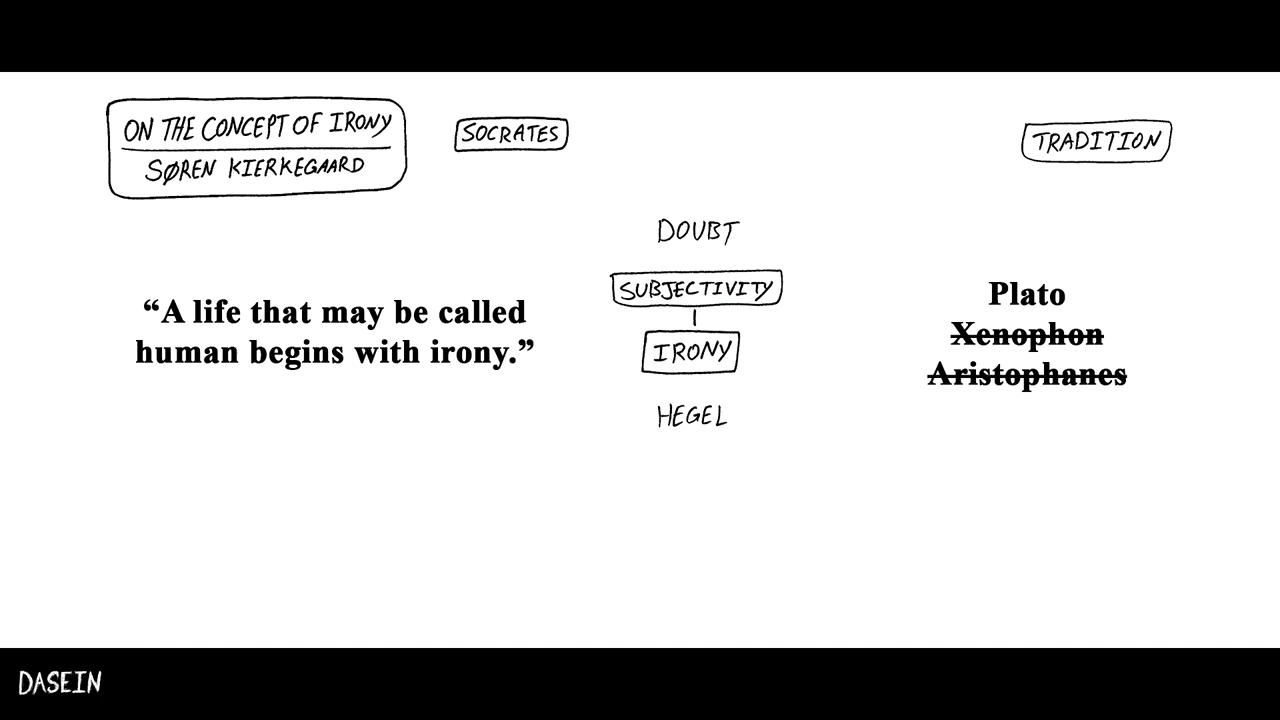 ON THE CONCEPT OF IRONY
SØREN KIERKEGAARD
SOCRATES
TRADITION
DOUBT
SUBJECTIVITY
IRONY
HEGEL
“A life that may be called
human begins with irony.”
Plato
Xenophon
Aristophanes
DASEIN